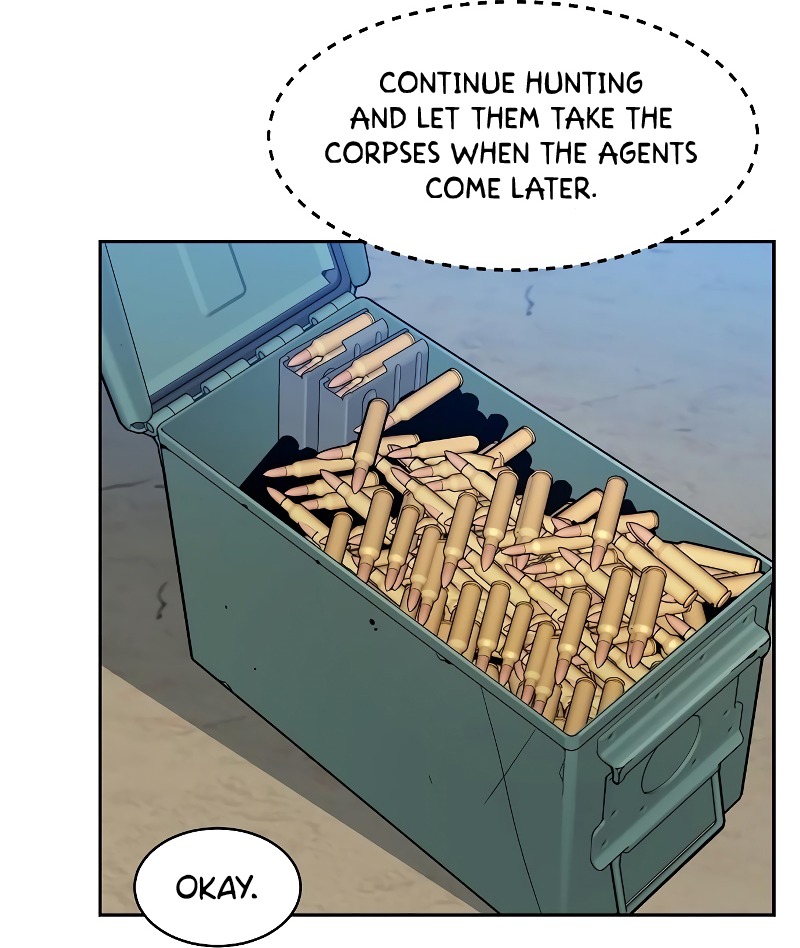 CONTINUE HUNTING
AND LET THEM TAKE THE
CORPSES WHEN THE AGENTS
COME LATER.
OKAY.